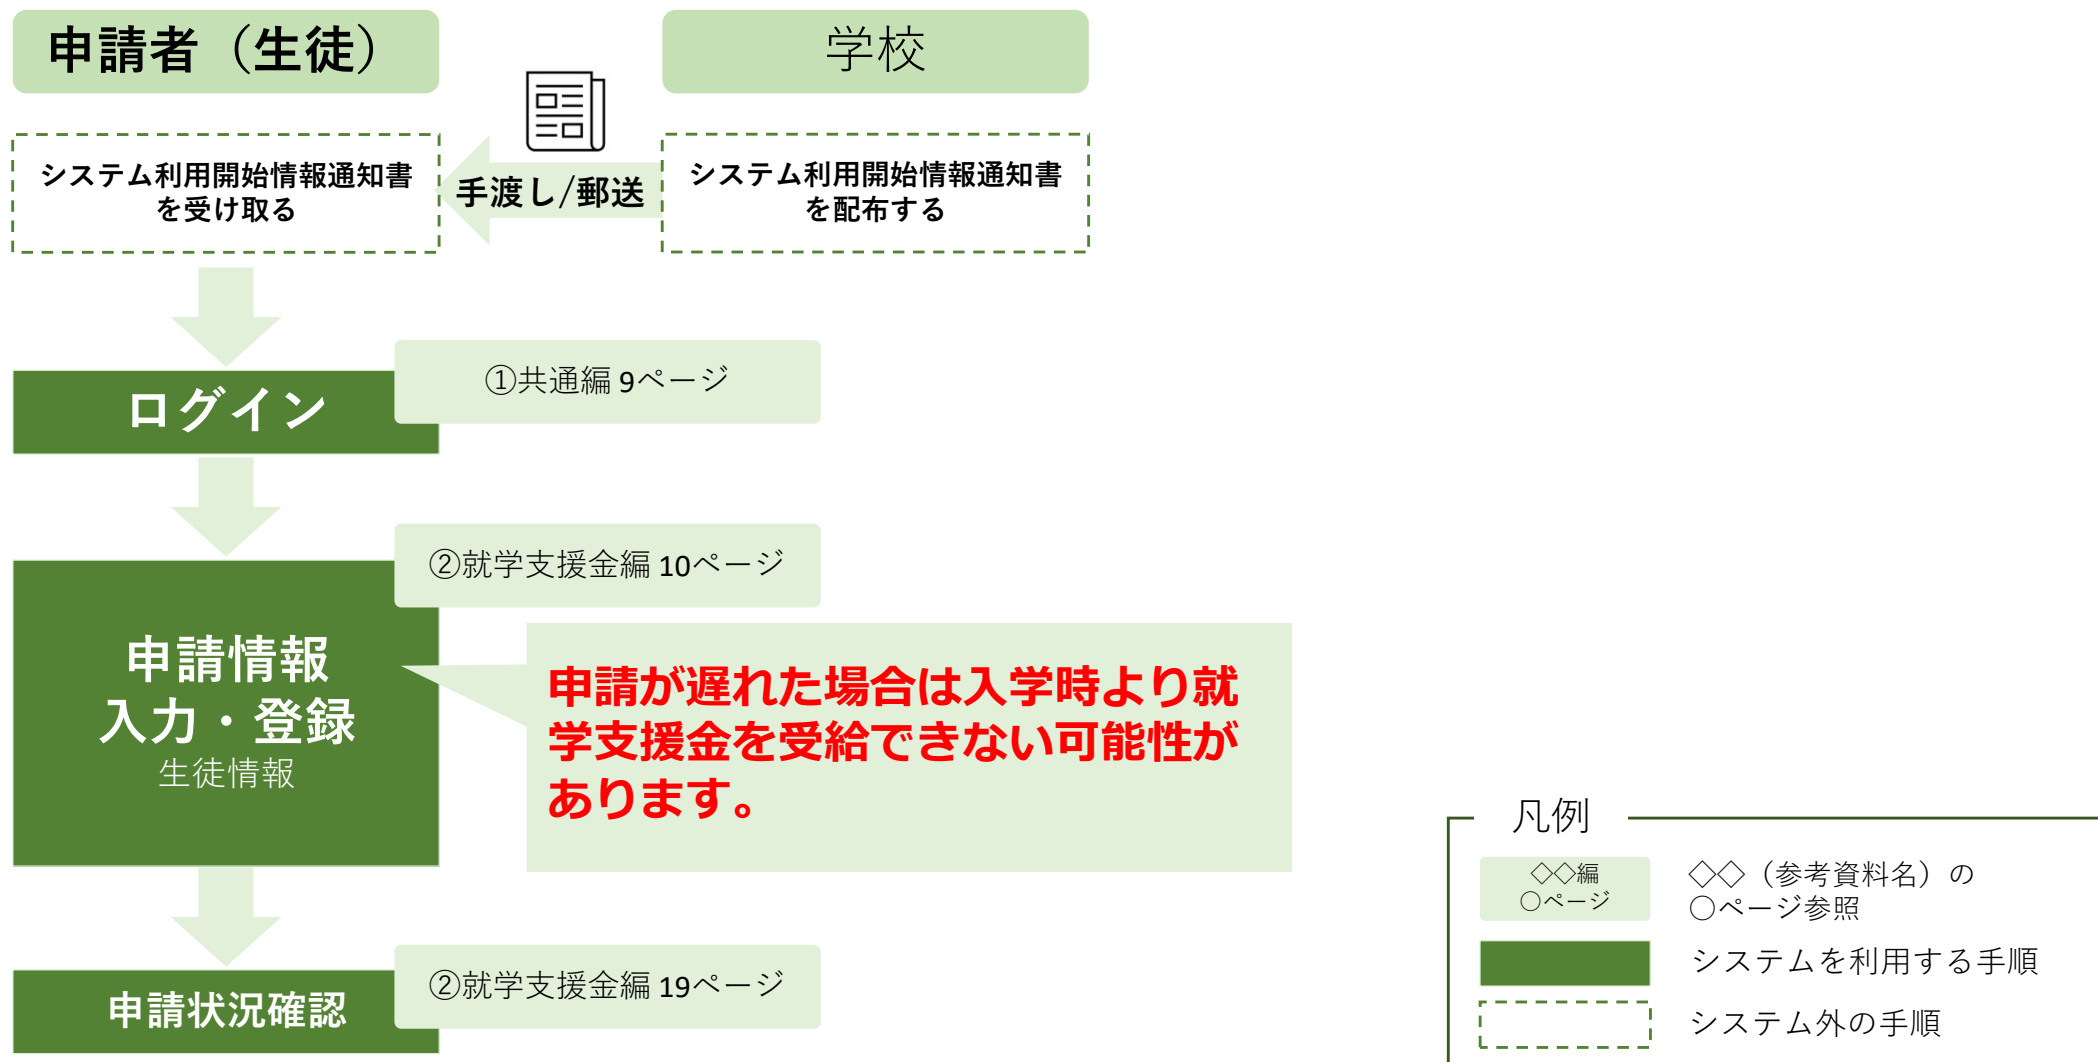 申請者（生徒）
学校
システム利用開始情報通知書
を受け取る
手渡し/郵送
システム利用開始情報通知書
を配布する
ログイン
①共通編 9ページ
申請情報
入力・登録
生徒情報
②就学支援金編 10ページ
申請が遅れた場合は入学時より就
学支援金を受給できない可能性が
あります。
申請状況確認
②就学支援金編 19ページ
凡例
◇◇編
○ページ
◇◇（参考資料名）の
○ページ参照
システムを利用する手順
システム外の手順